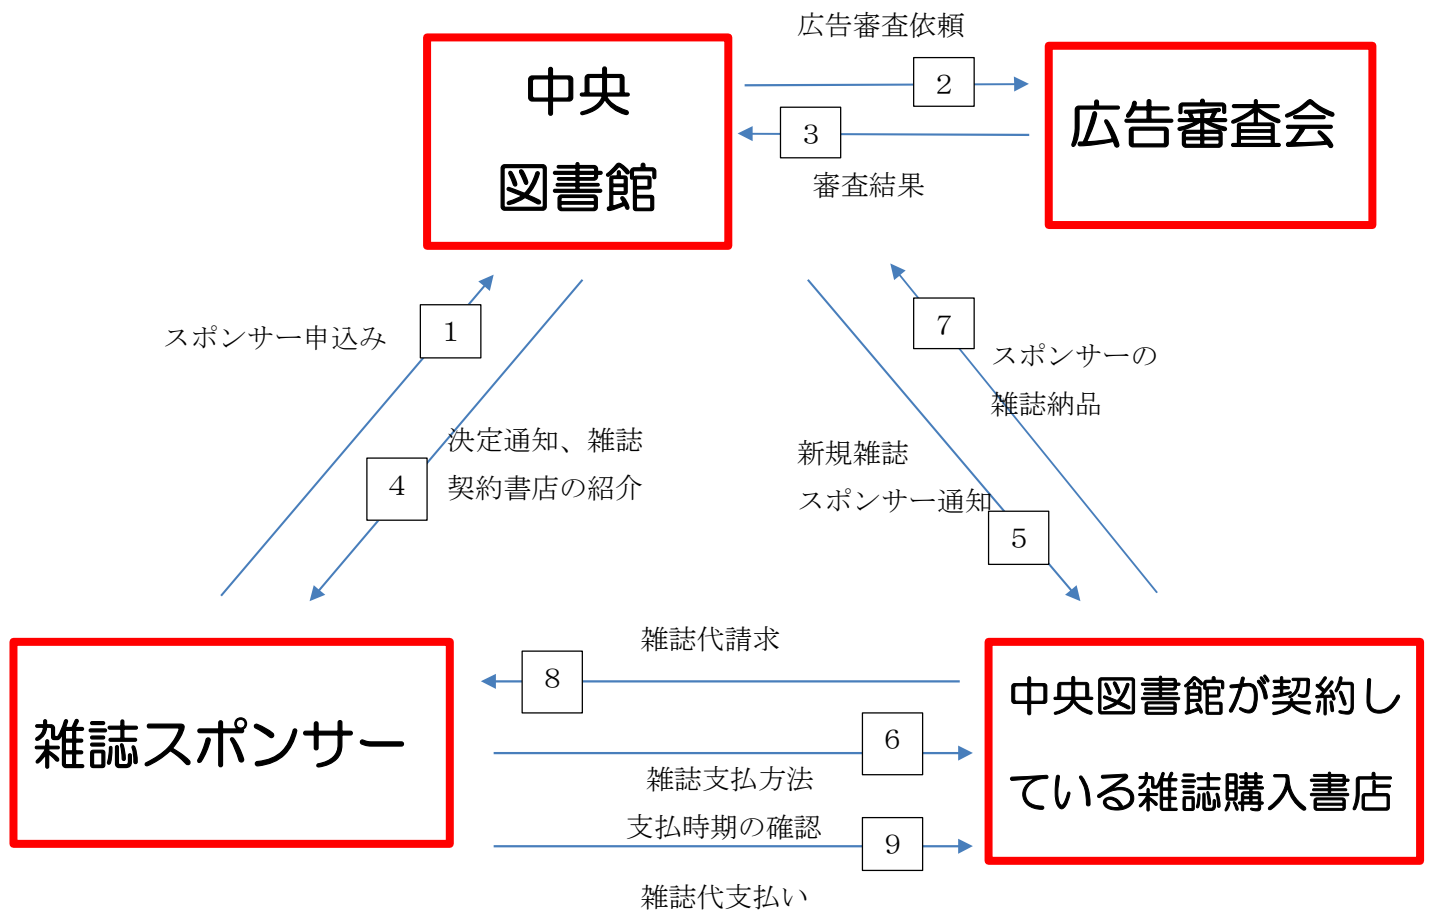 広告審査依頼
中央
図書館
２
広告審査会
３
審査結果
スポンサー申込み
１
７
スポンサーの
雑誌納品
決定通知、雑誌
契約書店の紹介
４
新規雑誌
スポンサー通知
５
雑誌代請求
８
雑誌スポンサー
中央図書館が契約し
ている雑誌購入書店
６
雑誌支払方法
支払時期の確認
９
雑誌代支払い